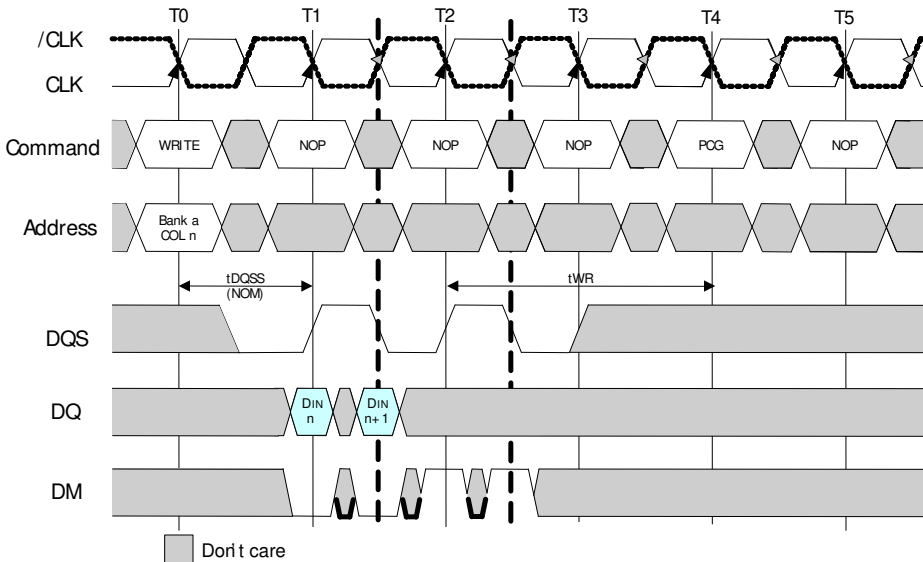 T0 T1 T2 T3 T4 T5
/CLK
CLK
Command WRITE NOP NOP NOP PCG NOP
Address Bank a
COL n
tDQSS
(NOM)
tWR
DQS
DQ DIN
n
DIN
n+1
DM
Don't care